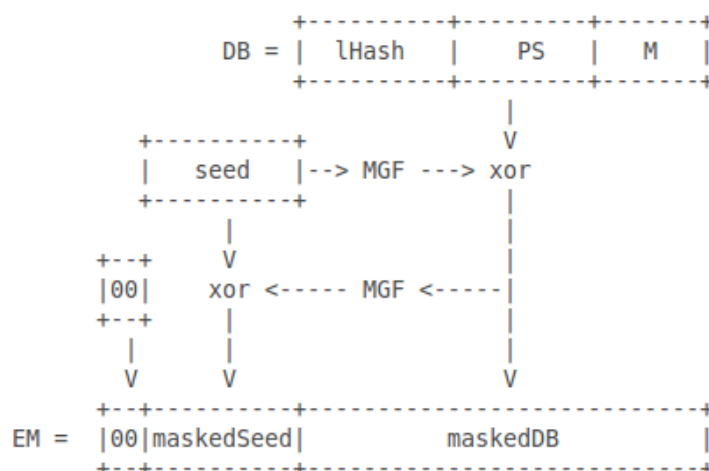 +----------+---------+-------+
                    DB = |  lHash   |    PS   |   M   |
                         +----------+---------+-------+
                                         |
               +----------+              V
               |   seed   |--> MGF ---> xor
               +----------+              |
                     |                   |
            +--+     V                   |
            |00|    xor <----- MGF <-----|
            +--+     |                   |
              |      |                   |
              V      V                   V
            +--+----------+--------------------------+
      EM =  |00|maskedSeed|         maskedDB         |
            +--+----------+--------------------------+